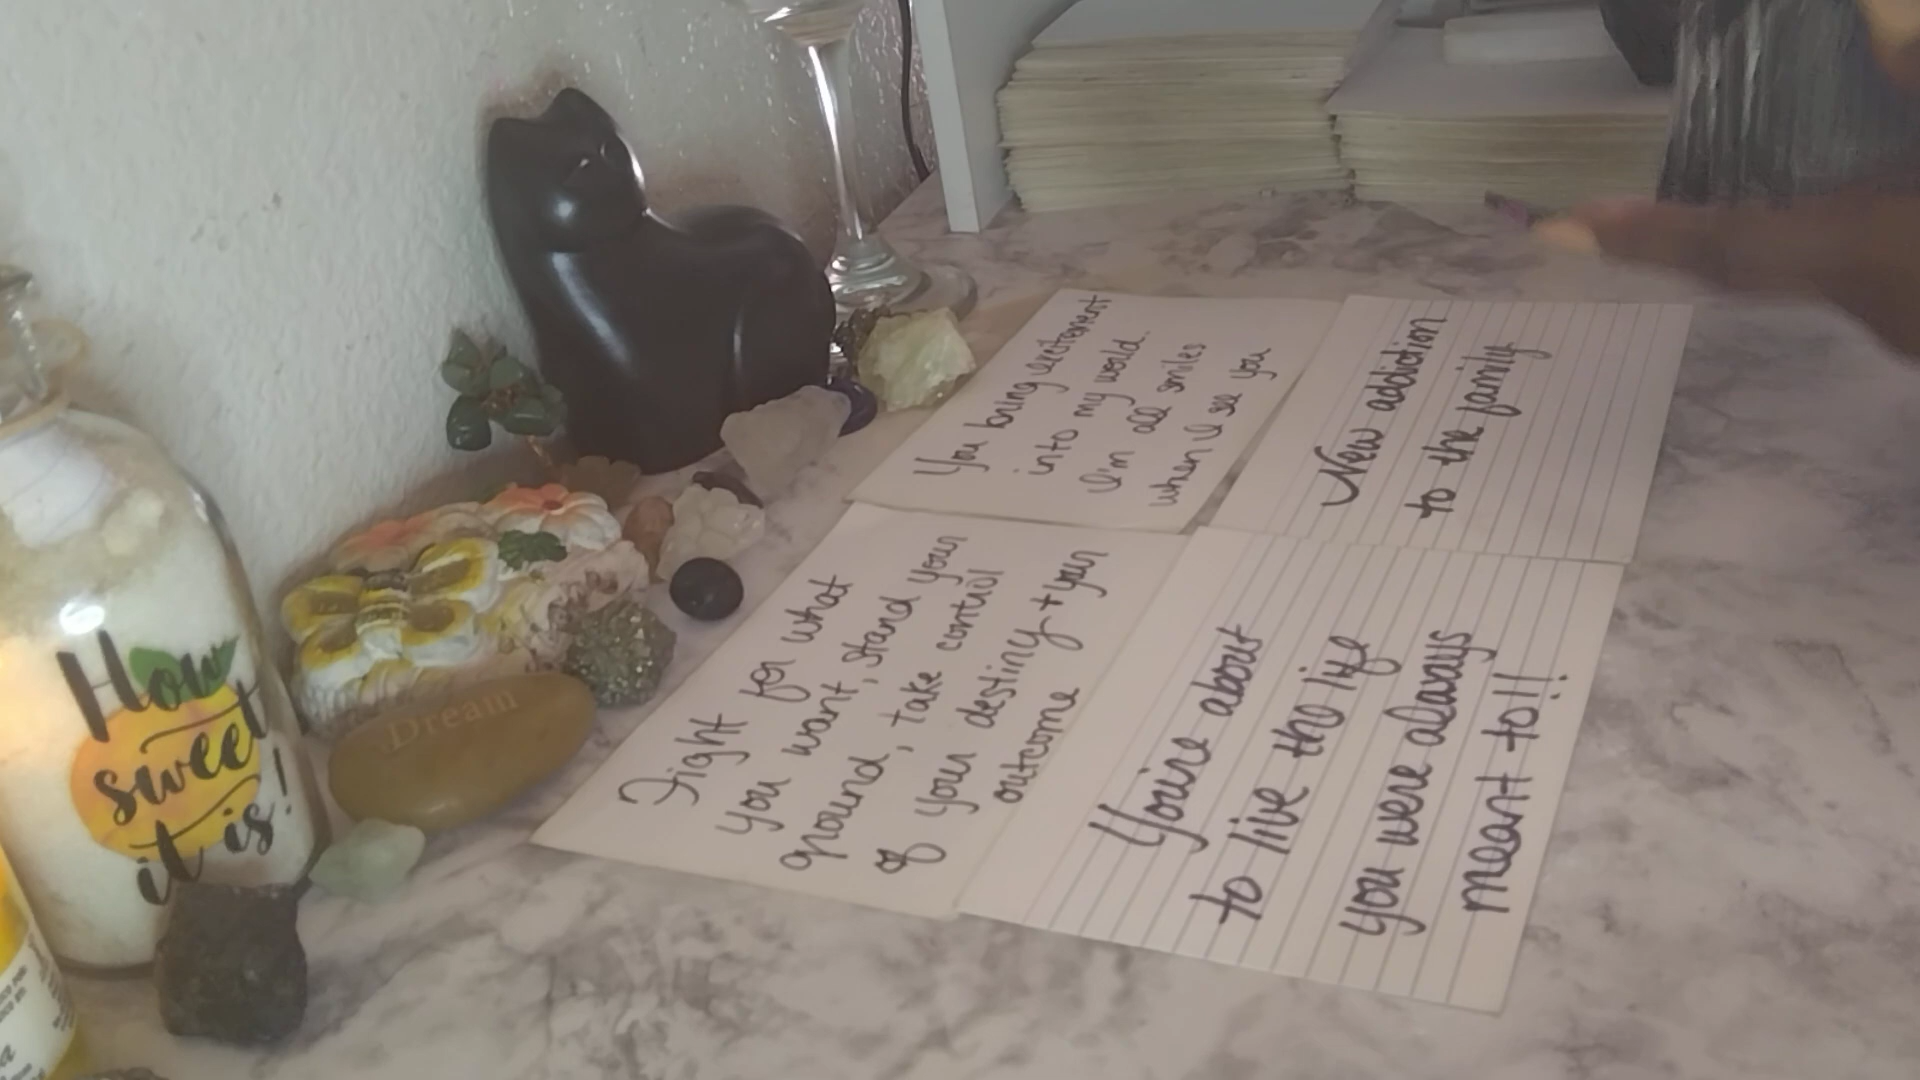 You bring excitement
into my world.
I'm all smiles
when I see you
New addiction
to the family
Fight for what
you want, stand your
ground, take control
of your destiny + your
outcome
You're about
to live the life
you were always
meant to!!
Dream
How
sweet
it is!